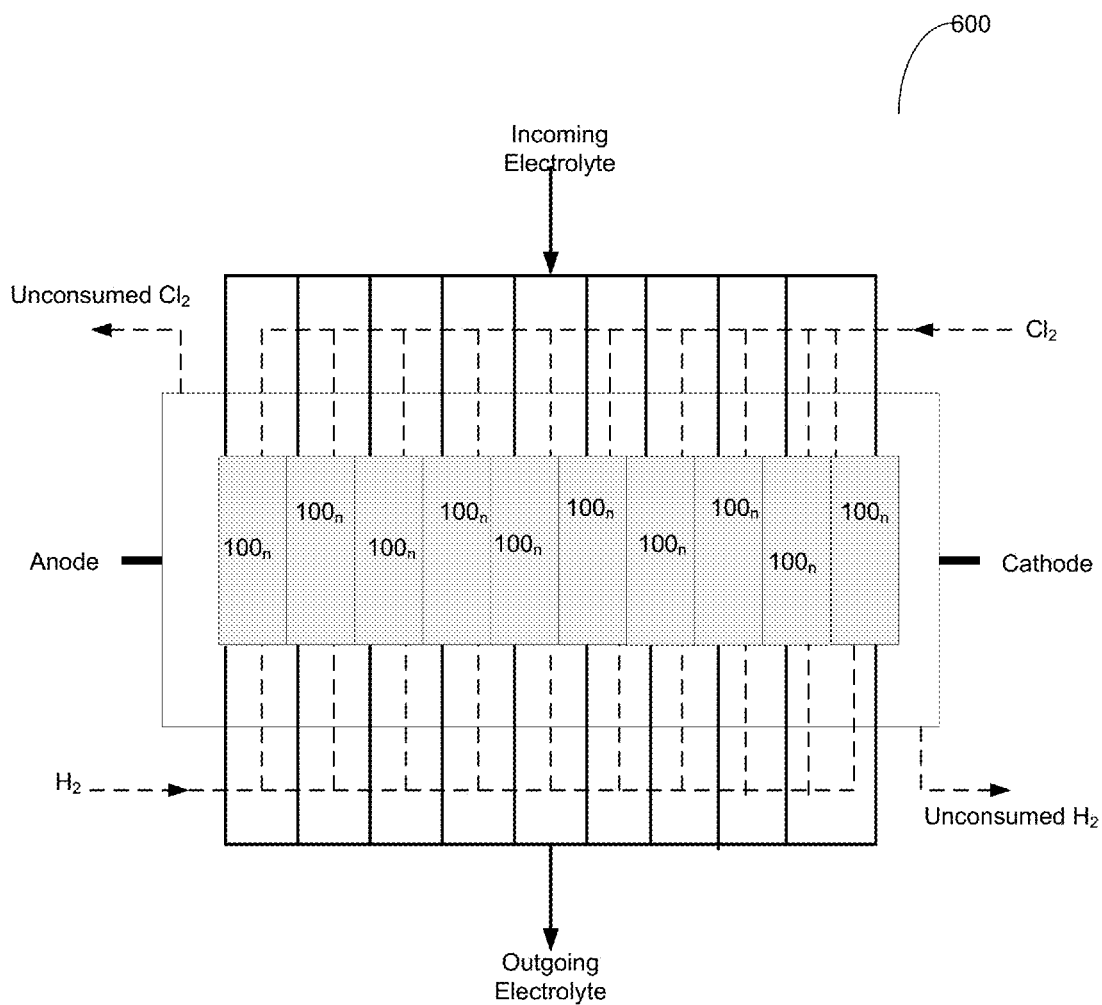 600
Incoming
Electrolyte
Unconsumed Cl₂
Cl₂
100ₙ
100ₙ
100ₙ
100ₙ
100ₙ
100ₙ
100ₙ
100ₙ
100ₙ
100ₙ
Anode
Cathode
H₂
Unconsumed H₂
Outgoing
Electrolyte